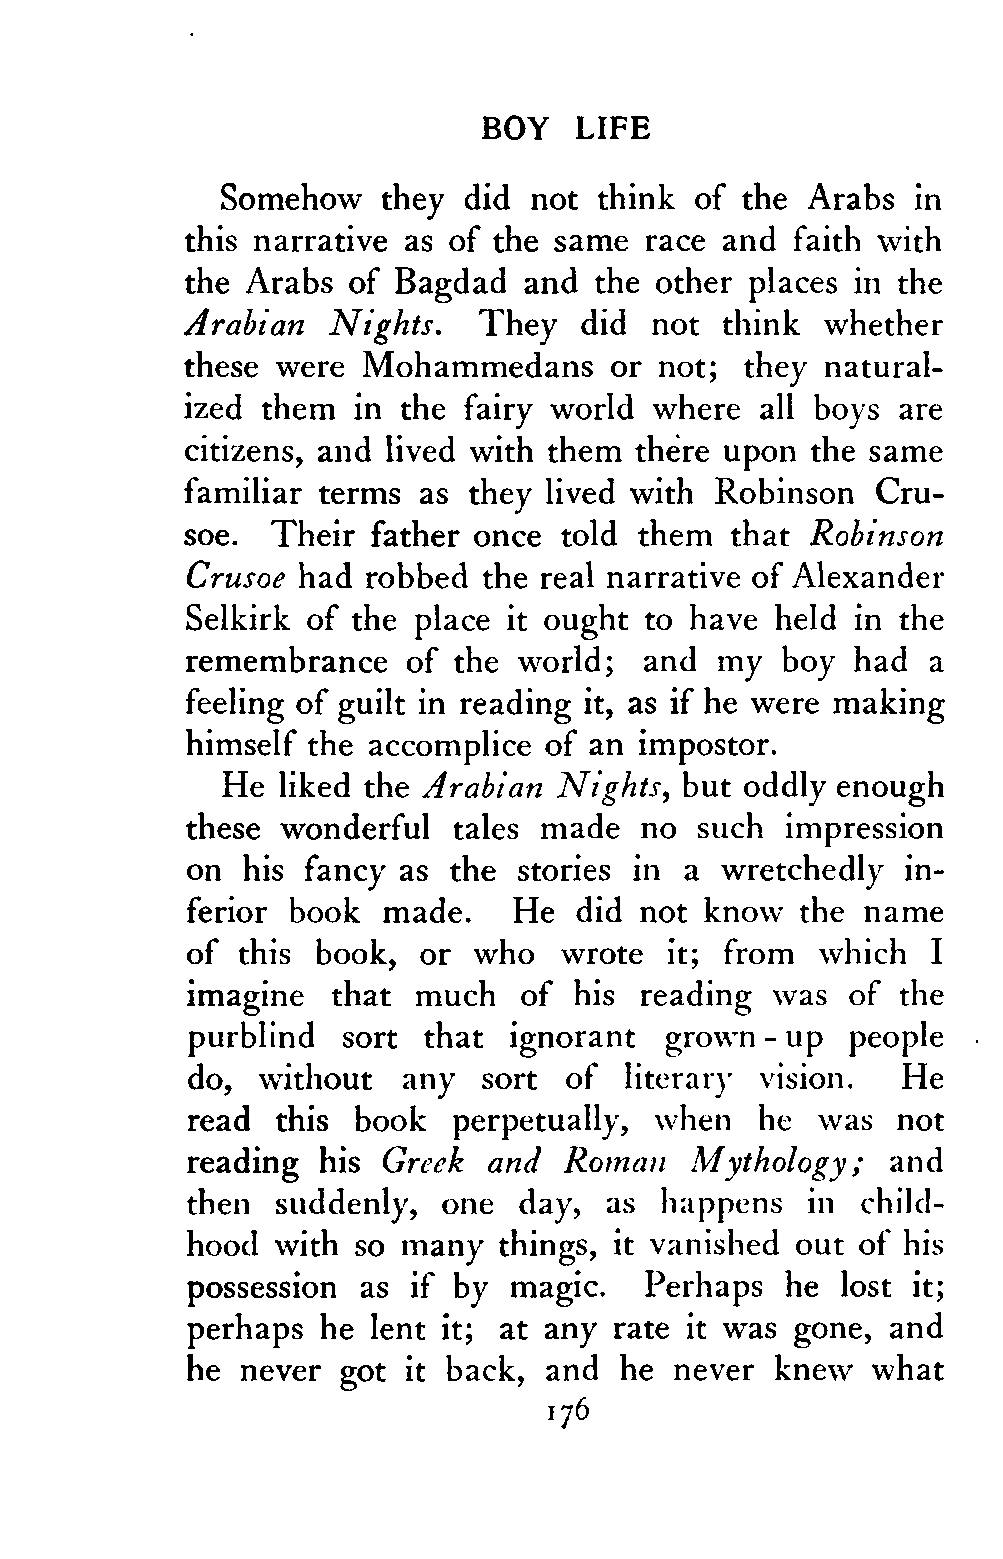 BOY LIFE
Somehow they did not think of the Arabs in
this narrative as of the same race and faith with
the Arabs of Bagdad and the other places in the
Arabian Nights. They did not think whether
these were Mohammedans or not; they natural-
ized them in the fairy world where all boys are
citizens, and lived with them there upon the same
familiar terms as they lived with Robinson Cru-
soe. Their father once told them that Robinson
Crusoe had robbed the real narrative of Alexander
Selkirk of the place it ought to have held in the
remembrance of the world; and my boy had a
feeling of guilt in reading it, as if he were making
himself the accomplice of an impostor.
He liked the Arabian Nights, but oddly enough
these wonderful tales made no such impression
on his fancy as the stories in a wretchedly in-
ferior book made. He did not know the name
of this book, or who wrote it; from which I
imagine that much of his reading was of the
purblind sort that ignorant grown-up people
do, without any sort of literary vision. He
read this book perpetually, when he was not
reading his Greek and Roman Mythology; and
then suddenly, one day, as happens in child-
hood with so many things, it vanished out of his
possession as if by magic. Perhaps he lost it;
perhaps he lent it; at any rate it was gone, and
he never got it back, and he never knew what
176